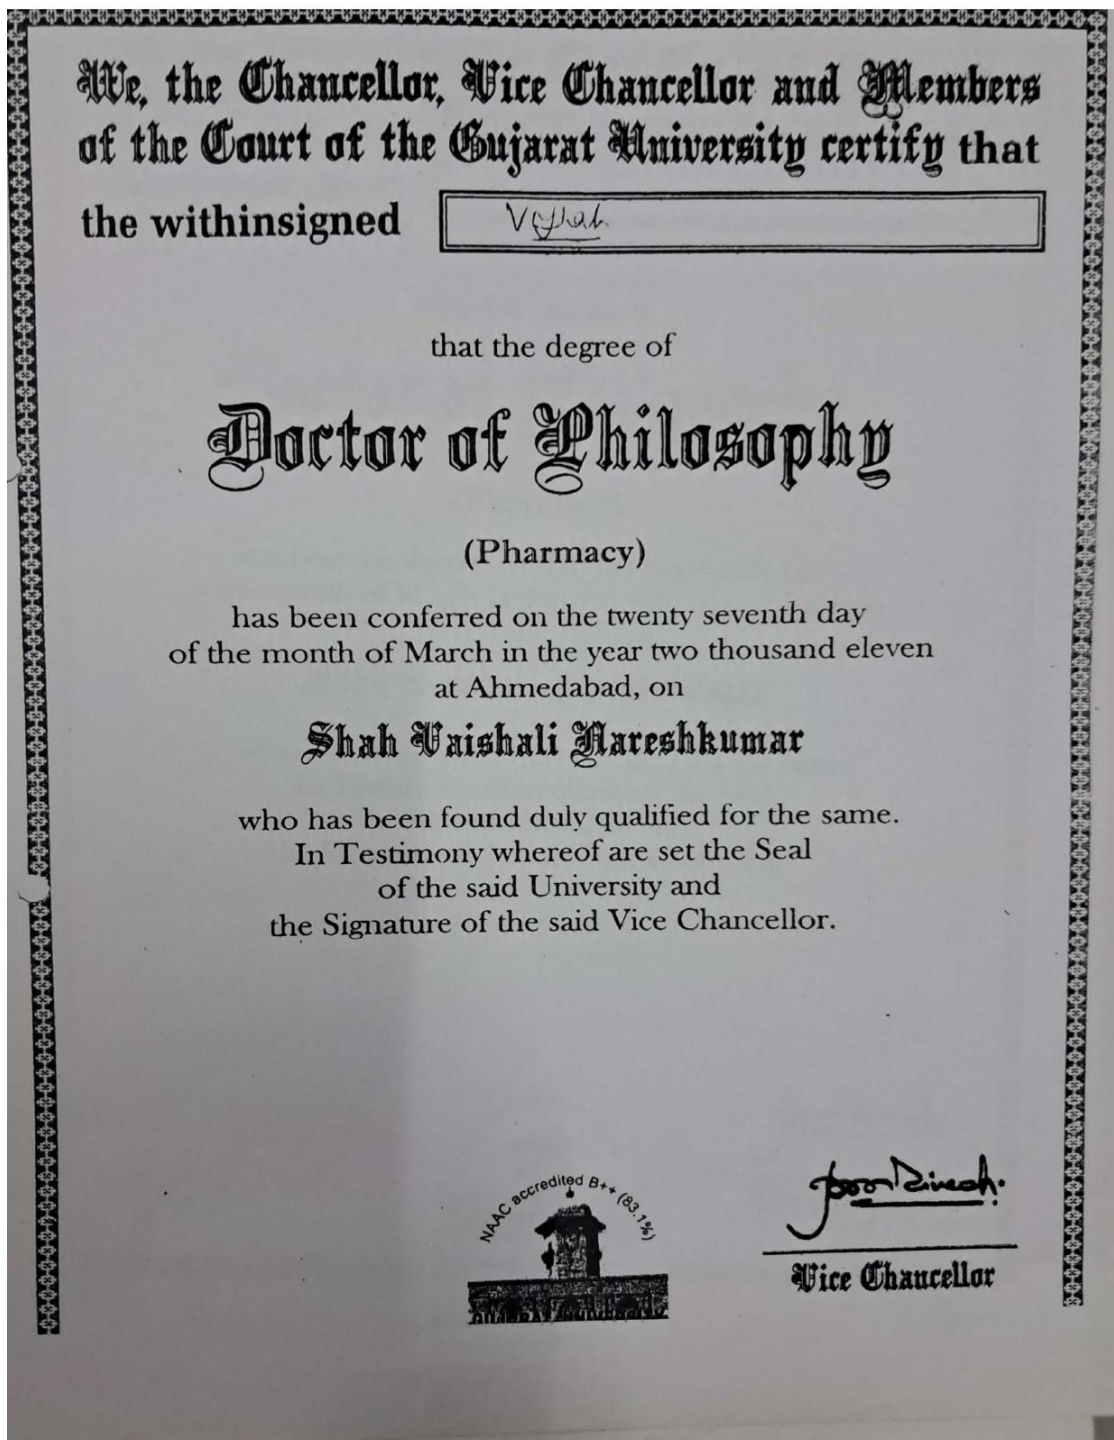 We, the Chancellor, Vice Chancellor and Members
of the Court of the Gujarat University certify that
the withinsigned
that the degree of
Doctor of Philosophy
(Pharmacy)
has been conferred on the twenty seventh day
of the month of March in the year two thousand eleven
at Ahmedabad, on
Shah Vaishali Nareshkumar
who has been found duly qualified for the same.
In Testimony whereof are set the Seal
of the said University and
the Signature of the said Vice Chancellor.
NAAC accredited B++ (83.1%)
Vice Chancellor